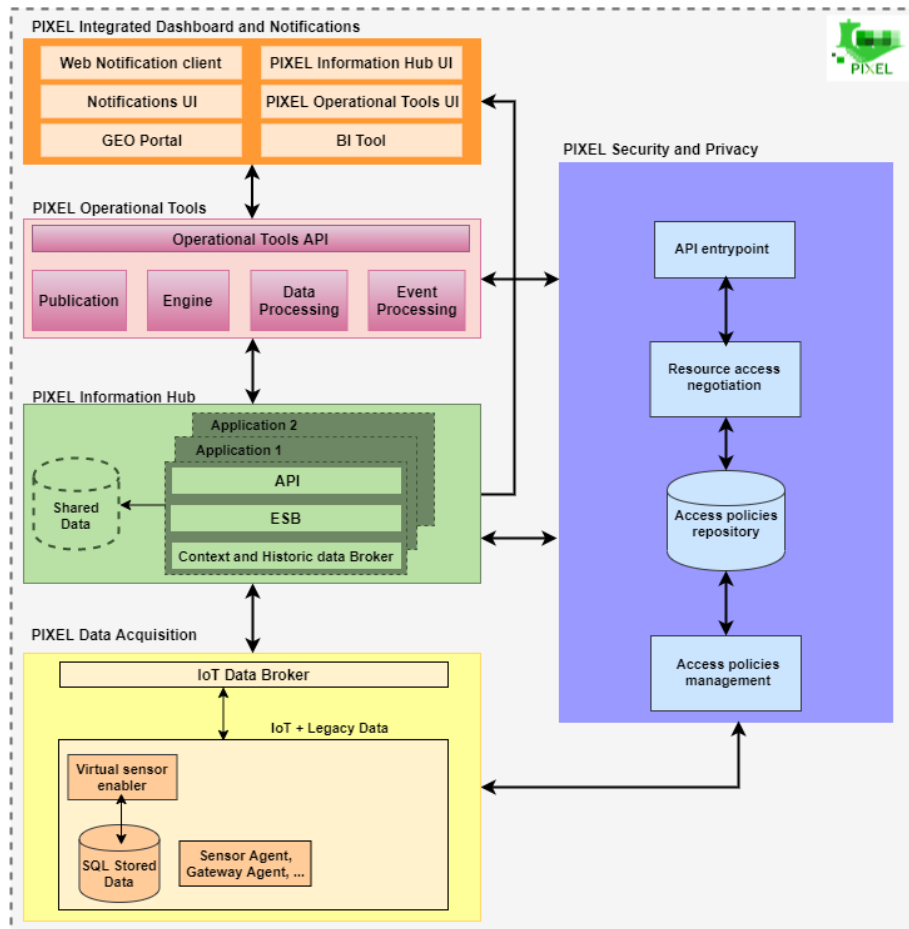 PIXEL Integrated Dashboard and Notifications
Web Notification client
PIXEL Information Hub UI
Notifications UI
PIXEL Operational Tools UI
GEO Portal
BI Tool
PIXEL
PIXEL Operational Tools
Operational Tools API
Publication
Engine
Data
Processing
Event
Processing
PIXEL Information Hub
Application 2
Application 1
API
ESB
Context and Historic data Broker
Shared
Data
PIXEL Data Acquisition
IoT Data Broker
IoT + Legacy Data
Virtual sensor
enabler
SQL Stored
Data
Sensor Agent,
Gateway Agent, ...
PIXEL Security and Privacy
API entrypoint
Resource access
negotiation
Access policies
repository
Access policies
management